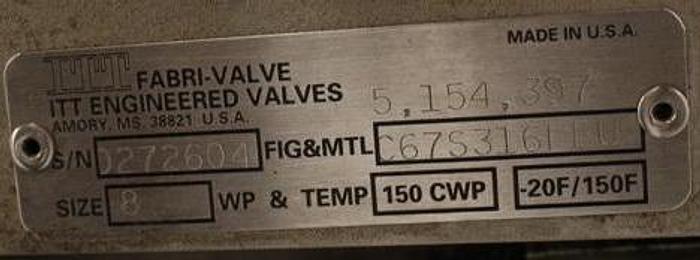 MADE IN U.S.A.
ITT FABRI-VALVE
ITT ENGINEERED VALVES 5,154,397
AMORY, MS. 38821 U.S.A.
S/N 0272604 FIG&MTL
SIZE 8 WP & TEMP 150 CWP -20F/150F